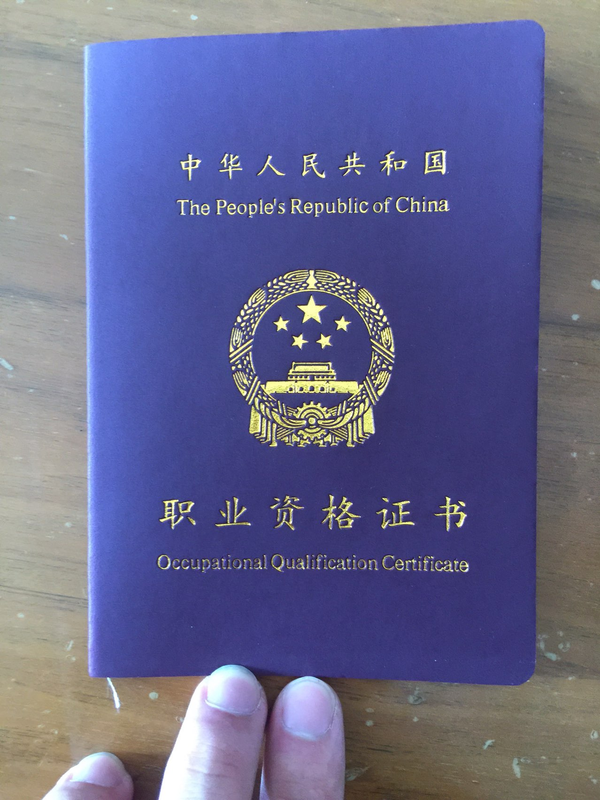 中华人民共和国
The People's Republic of China
职业资格证书
Occupational Qualification Certificate